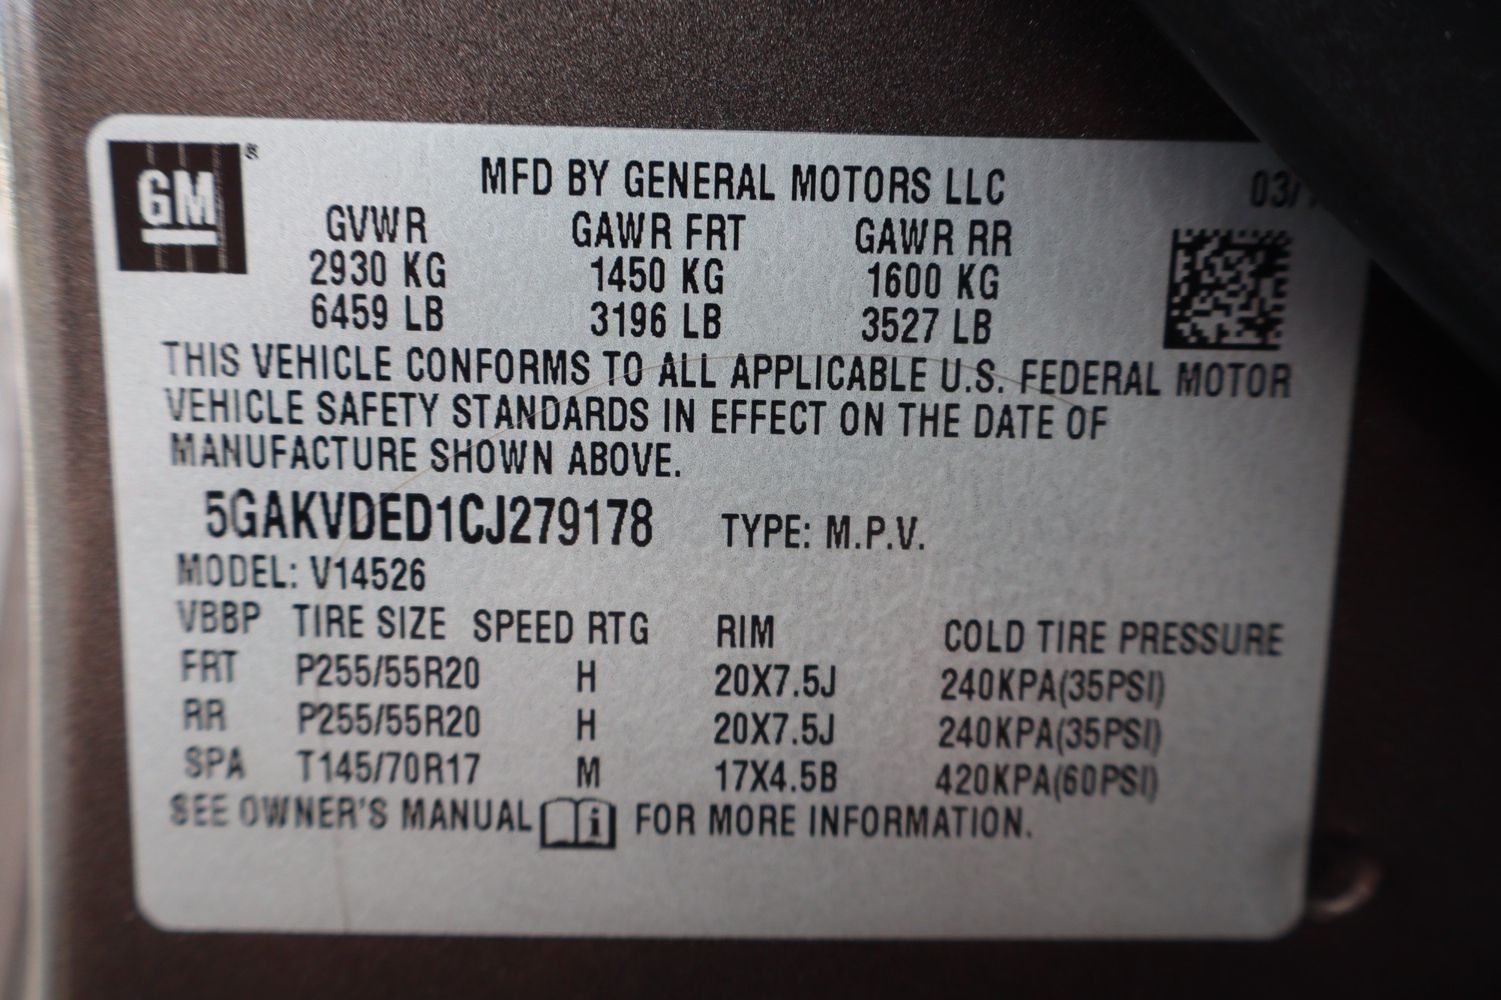 GM
MFD BY GENERAL MOTORS LLC 03/
GVWR GAWR FRT GAWR RR
2930 KG 1450 KG 1600 KG
6459 LB 3196 LB 3527 LB
THIS VEHICLE CONFORMS TO ALL APPLICABLE U.S. FEDERAL MOTOR
VEHICLE SAFETY STANDARDS IN EFFECT ON THE DATE OF
MANUFACTURE SHOWN ABOVE.
5GAKVDED1CJ279178 TYPE: M.P.V.
MODEL: V14526
VBBP TIRE SIZE SPEED RTG RIM COLD TIRE PRESSURE
FRT P255/55R20 H 20X7.5J 240KPA(35PSI)
RR P255/55R20 H 20X7.5J 240KPA(35PSI)
SPA T145/70R17 M 17X4.5B 420KPA(60PSI)
SEE OWNER'S MANUAL i FOR MORE INFORMATION.